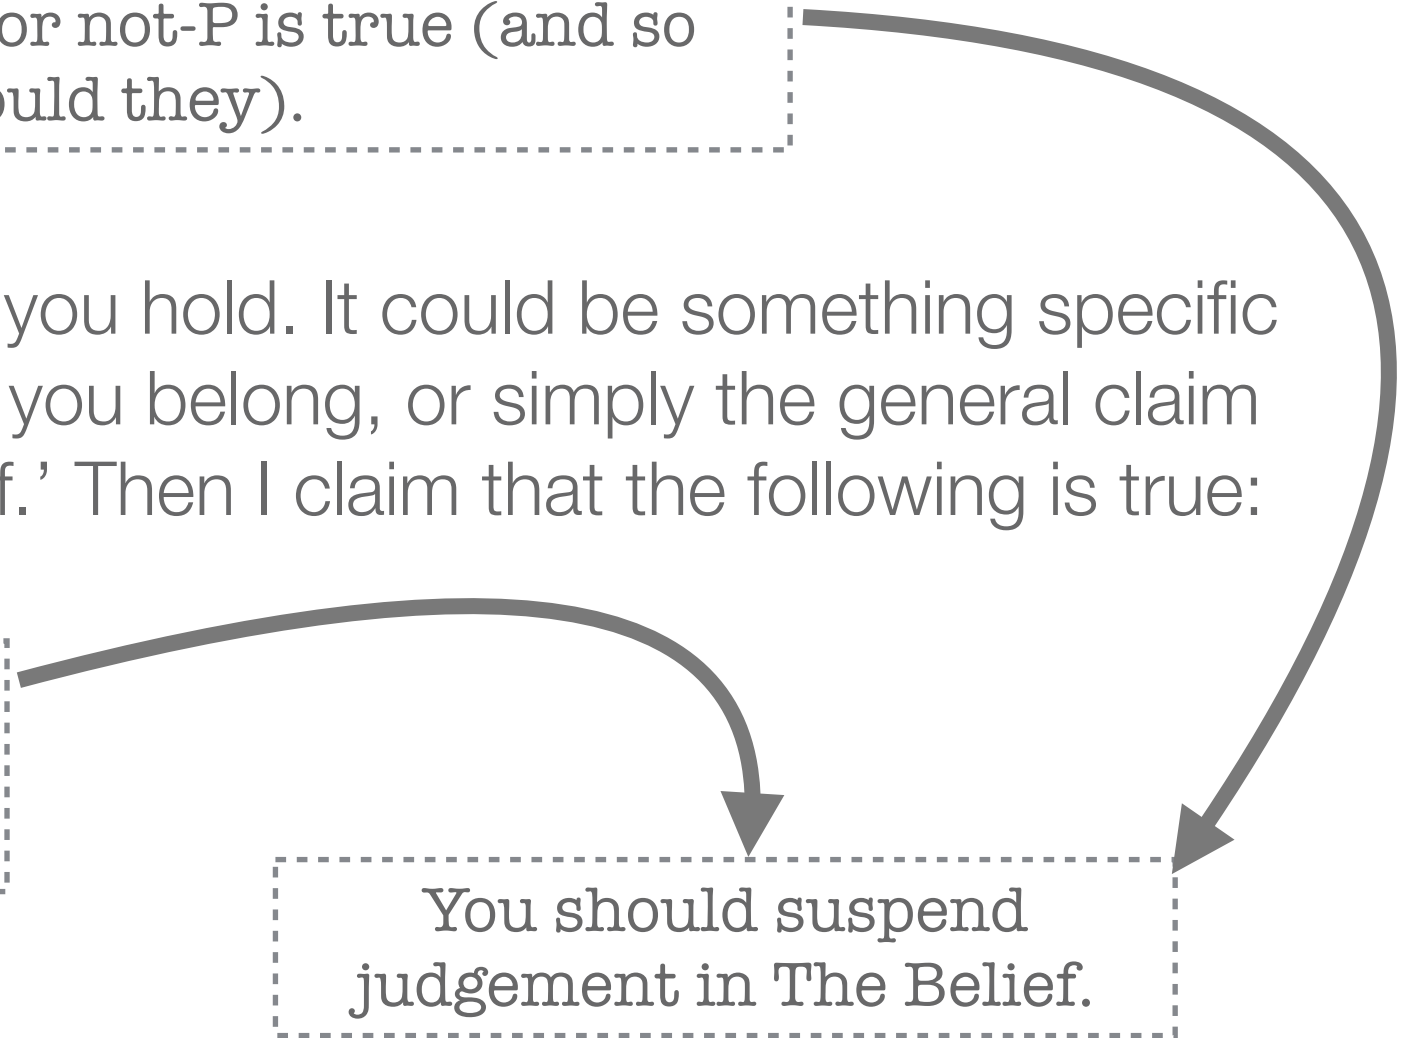 or not-P is true (and so
ould they).
you hold. It could be something specific
you belong, or simply the general claim
f.’ Then I claim that the following is true:
You should suspend
judgement in The Belief.